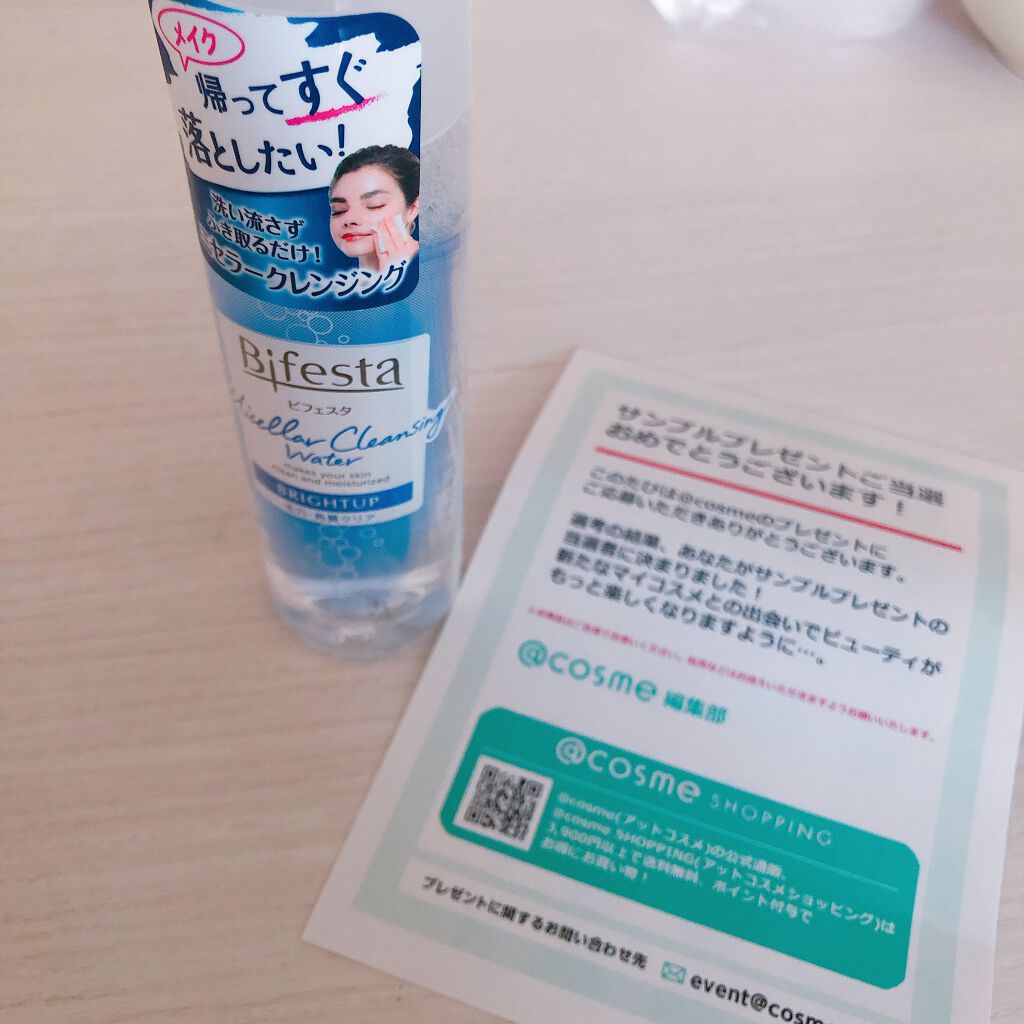 メイク
帰ってすぐ
落としたい!
洗い流さず
ふき取るだけ!
セラークレンジング
Bifesta
ビフェスタ
Micellar Cleansing
Water
makes your skin
clean and moisturized
BRIGHTUP
サンプルプレゼントご当選
おめでとうございます！
このたびは@cosmeのプレゼントに
ご応募いただきありがとうございます。
選考の結果、あなたがサンプルプレゼントの
当選者に決まりました！
新たなマイコスメとの出会いでビューティが
もっと楽しくなりますように…。
@cosme 編集部
@cosme SHOPPING
@cosme(アットコスメ)の公式通販、
@cosme SHOPPING(アットコスメショッピング)は
3,900円以上で送料無料、ポイント付与で
お得にお買い物！
プレゼントに関するお問い合わせ先
event@cosm